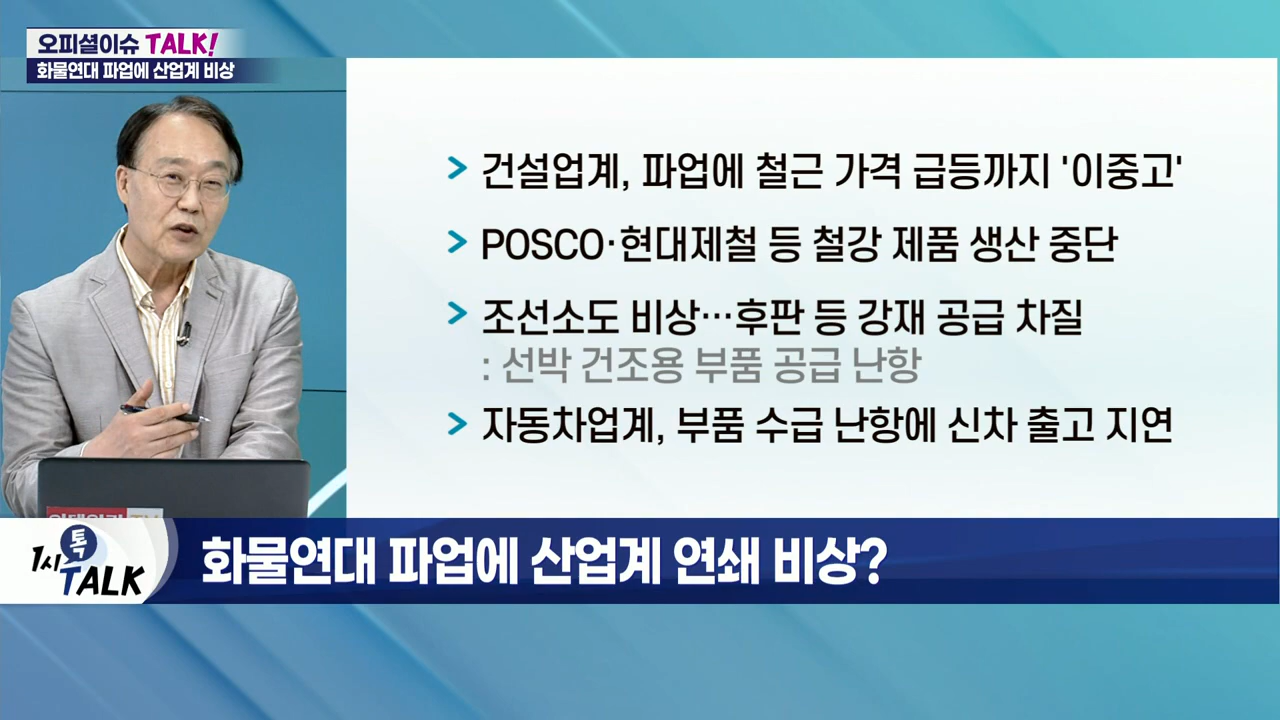 오피셜이슈 TALK!
화물연대 파업에 산업계 비상
> 건설업계, 파업에 철근 가격 급등까지 '이중고'
> POSCO·현대제철 등 철강 제품 생산 중단
> 조선소도 비상…후판 등 강재 공급 차질
: 선박 건조용 부품 공급 난항
> 자동차업계, 부품 수급 난항에 신차 출고 지연
1시 톡 TALK
화물연대 파업에 산업계 연쇄 비상?